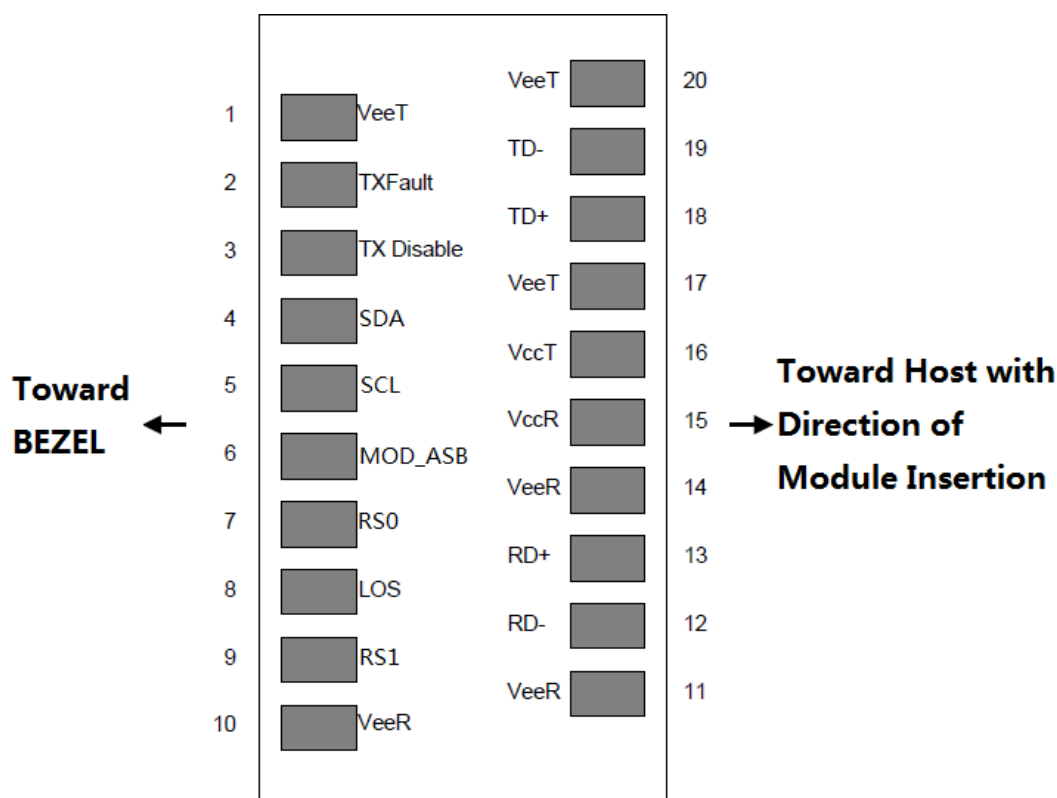 VeeT 20
1 VeeT
TD- 19
2 TXFault
TD+ 18
3 TX Disable
VeeT 17
4 SDA
VccT 16
5 SCL
Toward
BEZEL
Toward Host with
Direction of
Module Insertion
VccR 15
6 MOD_ASB
VeeR 14
7 RS0
RD+ 13
8 LOS
RD- 12
9 RS1
VeeR 11
10 VeeR